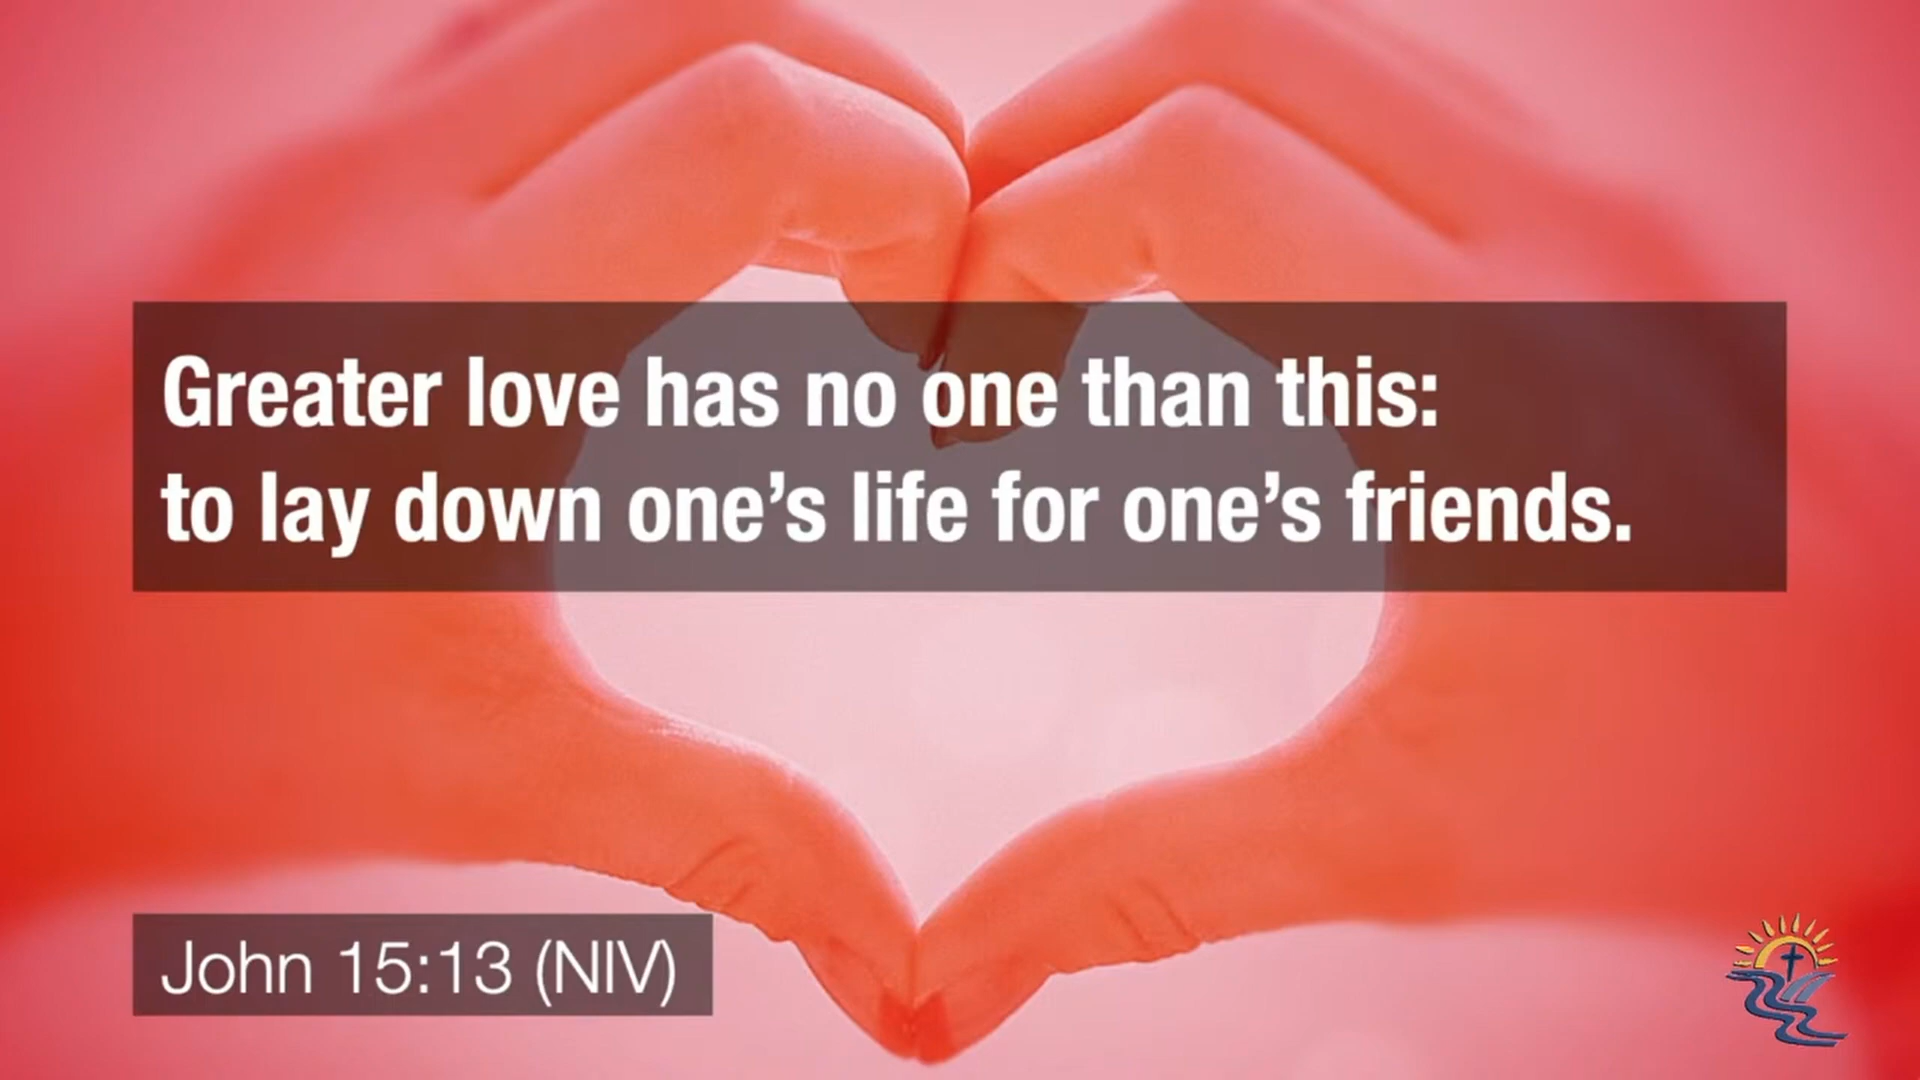 Greater love has no one than this:
to lay down one’s life for one’s friends.
John 15:13 (NIV)